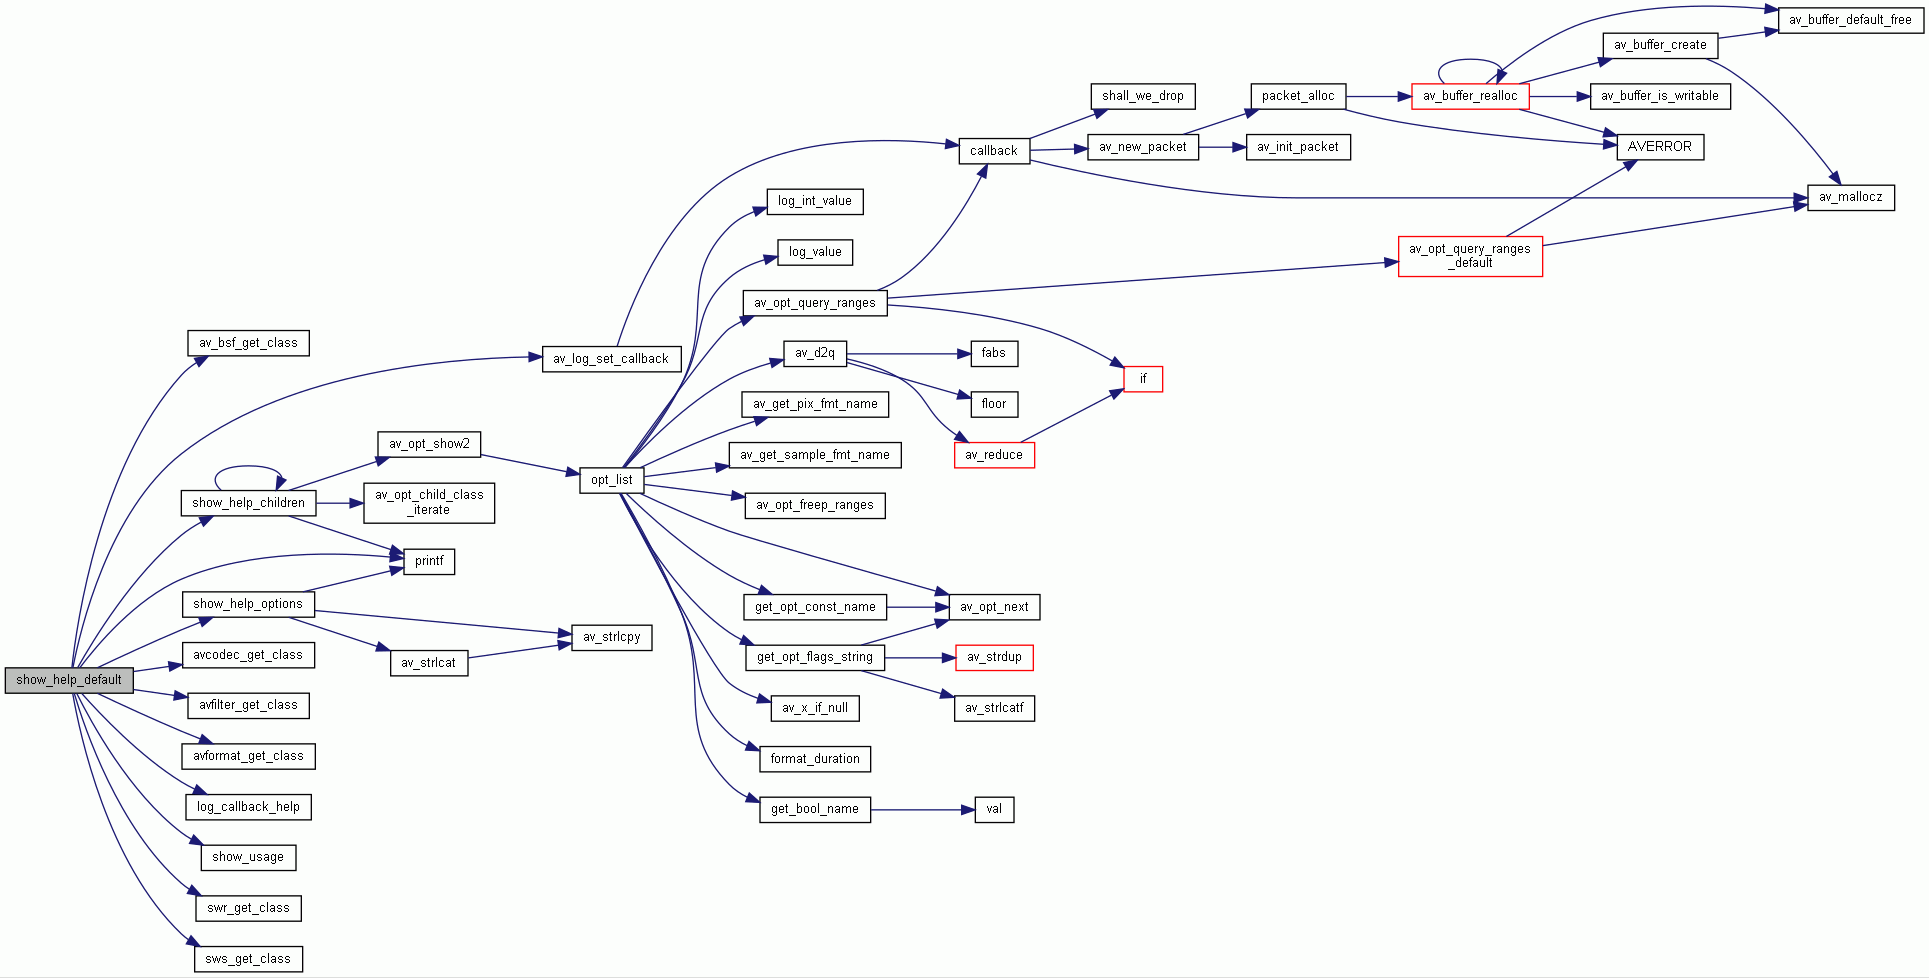 av_buffer_default_free
av_buffer_create
shall_we_drop
packet_alloc
av_buffer_realloc
av_buffer_is_writable
callback
av_new_packet
av_init_packet
AVERROR
log_int_value
av_mallocz
log_value
av_opt_query_ranges
_default
av_opt_query_ranges
av_bsf_get_class
av_log_set_callback
av_d2q
fabs
if
av_get_pix_fmt_name
floor
av_opt_show2
av_get_sample_fmt_name
av_reduce
opt_list
show_help_children
av_opt_child_class
_iterate
av_opt_freep_ranges
printf
show_help_options
get_opt_const_name
av_opt_next
av_strlcpy
avcodec_get_class
av_strlcat
get_opt_flags_string
av_strdup
show_help_default
avfilter_get_class
av_x_if_null
av_strlcatf
avformat_get_class
format_duration
log_callback_help
get_bool_name
val
show_usage
swr_get_class
sws_get_class